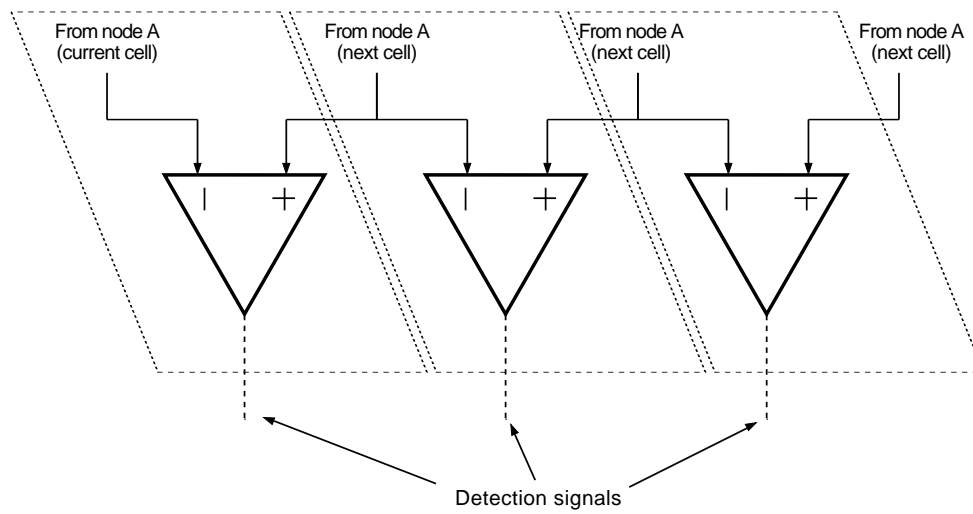 From node A
(current cell)
From node A
(next cell)
From node A
(next cell)
From node A
(next cell)
| +
| +
| +
Detection signals